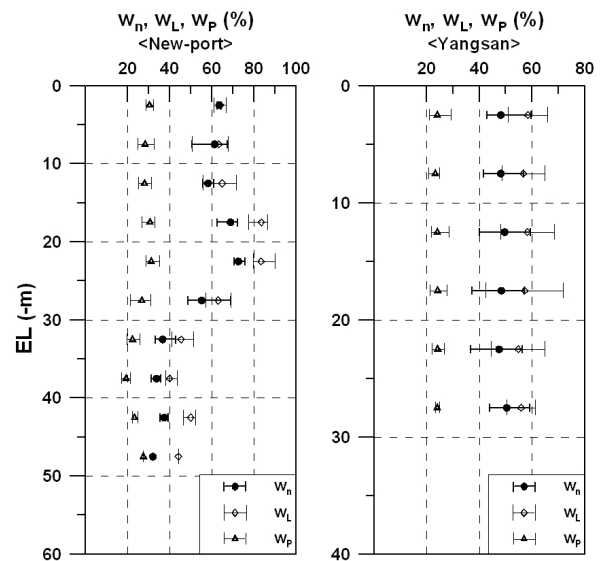 Wn, WL, WP (%)
<New-port>
0 20 40 60 80 100
0
10
20
30
40
50
60
EL (-m)
Wn
WL
WP
Wn, WL, WP (%)
<Yangsan>
0 20 40 60 80
0
10
20
30
40
Wn
WL
WP